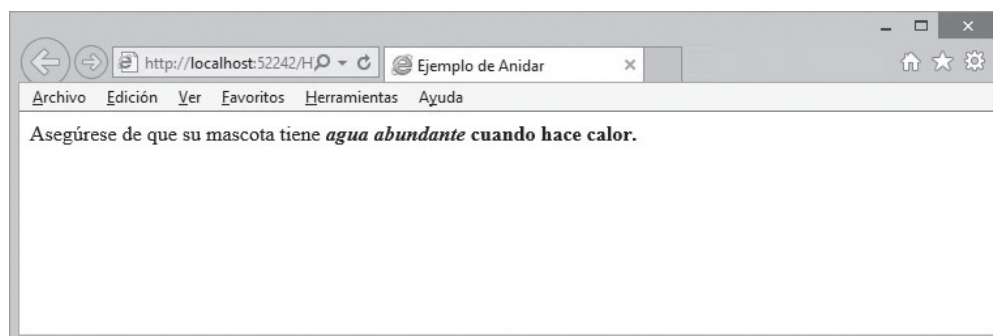 http://localhost:52242/H
Ejemplo de Anidar
Archivo Edición Ver Favoritos Herramientas Ayuda
Asegúrese de que su mascota tiene agua abundante cuando hace calor.